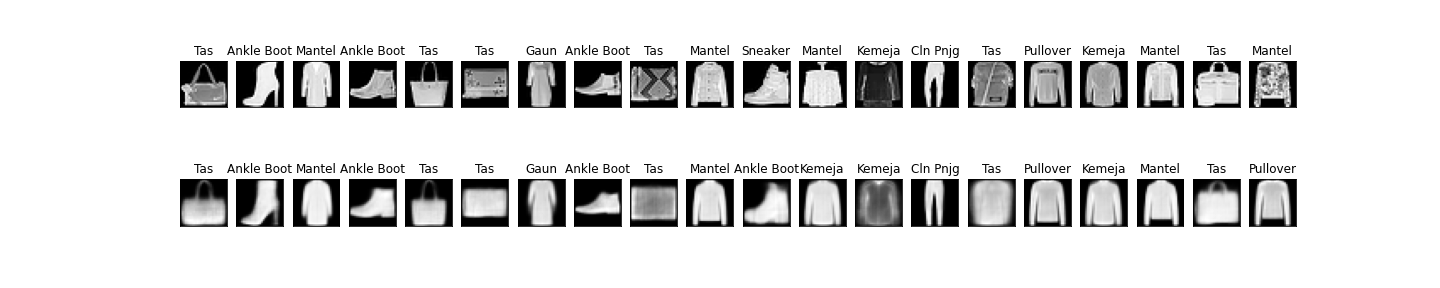 Tas Ankle Boot Mantel Ankle Boot Tas Tas Gaun Ankle Boot Tas Mantel Sneaker Mantel Kemeja Cln Pnjg Tas Pullover Kemeja Mantel Tas Mantel
Tas Ankle Boot Mantel Ankle Boot Tas Tas Gaun Ankle Boot Tas Mantel Ankle Boot Kemeja Kemeja Cln Pnjg Tas Pullover Kemeja Mantel Tas Pullover